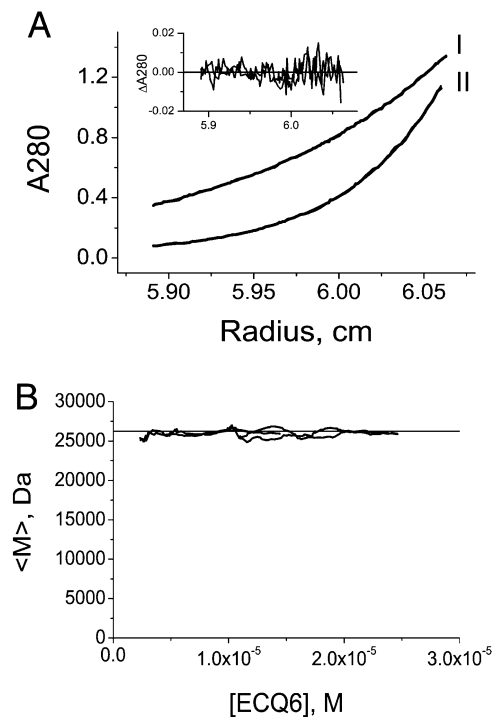 A
0.02
0.00
-0.02
ΔA280
5.9 6.0
I
II
1.2
0.8
0.4
0.0
A280
5.90 5.95 6.00 6.05
Radius, cm
B
30000
25000
20000
15000
10000
5000
0
<M>, Da
0.0 1.0x10⁻⁵ 2.0x10⁻⁵ 3.0x10⁻⁵
[ECQ6], M